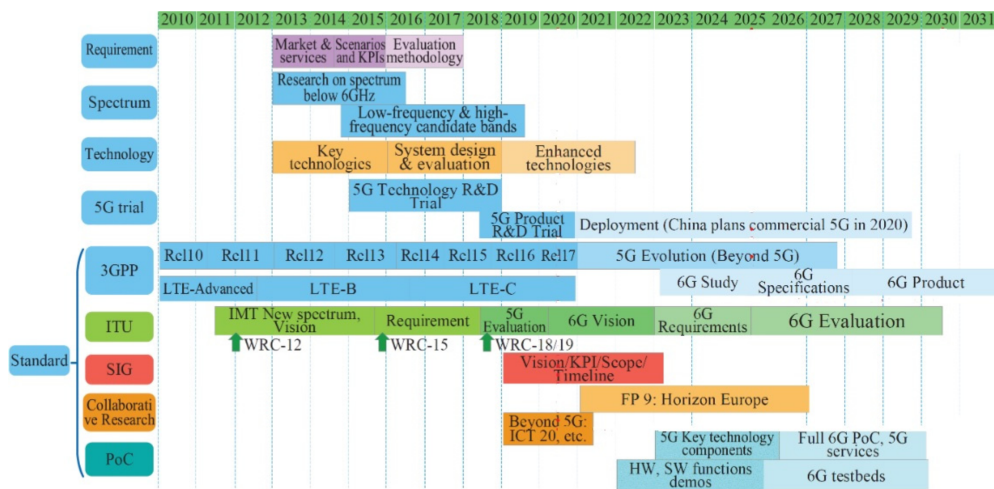 2010 2011 2012 2013 2014 2015 2016 2017 2018 2019 2020 2021 2022 2023 2024 2025 2026 2027 2028 2029 2030 2031
Requirement
Market & services
Scenarios and KPIs
Evaluation methodology
Spectrum
Research on spectrum
below 6GHz
Low-frequency & high-
frequency candidate bands
Technology
Key
technologies
System design
& evaluation
Enhanced
technologies
5G trial
5G Technology R&D
Trial
5G Product
R&D Trial
Deployment (China plans commercial 5G in 2020)
Standard
3GPP
Rel10 Rel11 Rel12 Rel13 Rel14 Rel15 Rel16 Rel17
5G Evolution (Beyond 5G)
6G Study
6G
Specifications
6G Product
LTE-Advanced
LTE-B
LTE-C
ITU
IMT New spectrum,
Vision
Requirement
5G
Evaluation
6G Vision
6G
Requirements
6G Evaluation
WRC-12
WRC-15
WRC-18/19
SIG
Vision/KPI/Scope/
Timeline
Collaborati
ve Research
FP 9: Horizon Europe
Beyond 5G:
ICT 20, etc.
PoC
5G Key technology
components
Full 6G PoC, 5G
services
HW, SW functions
demos
6G testbeds